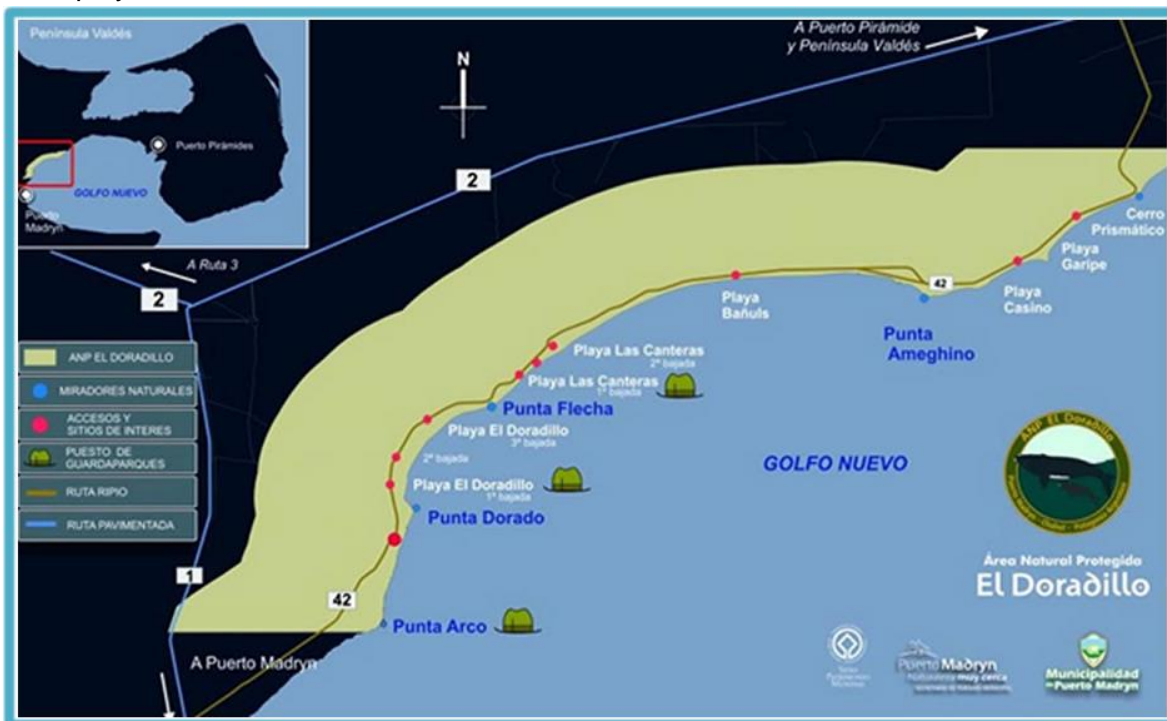 Península Valdés
Puerto Pirámides
GOLFO NUEVO
Puerto
Madryn
A Puerto Pirámide
y Península Valdés
N
2
A Ruta 3
2
Cerro
Prismático
Playa
Garipe
Playa
Casino
42
Punta
Ameghino
Playa
Bañuls
Playa Las Canteras
2ª bajada
Playa Las Canteras
1ª bajada
Punta Flecha
Playa El Doradillo
3ª bajada
2ª bajada
Playa El Doradillo
1ª bajada
Punta Dorado
GOLFO NUEVO
ANP EL DORADILLO
MIRADORES NATURALES
ACCESOS Y
SITIOS DE INTERES
PUESTO DE
GUARDAPARQUES
RUTA RIPIO
RUTA PAVIMENTADA
1
42
Punta Arco
A Puerto Madryn
ANP El Doradillo
Área Natural Protegida
El Doradillo
Puerto Madryn
Naturaleza muy cerca
Municipalidad
de Puerto Madryn